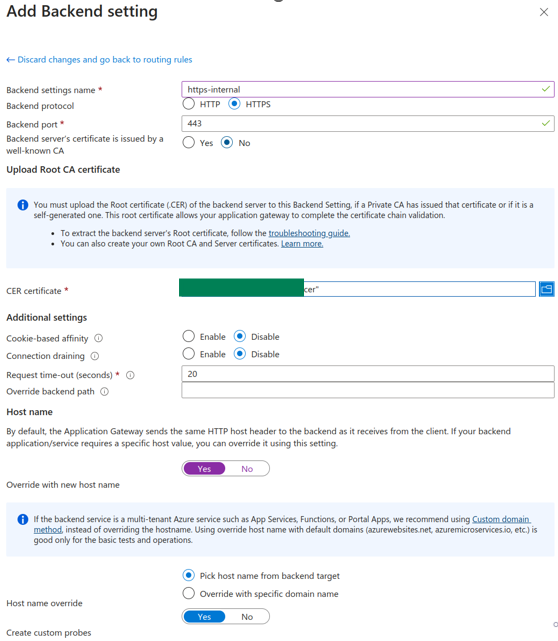 Add Backend setting
← Discard changes and go back to routing rules
Backend settings name *
https-internal
Backend protocol
HTTP HTTPS
Backend port *
443
Backend server's certificate is issued by a
well-known CA
Yes No
Upload Root CA certificate
You must upload the Root certificate (.CER) of the backend server to this Backend Setting, if a Private CA has issued that certificate or if it is a
self-generated one. This root certificate allows your application gateway to complete the certificate chain validation.
• To extract the backend server's Root certificate, follow the troubleshooting guide.
• You can also create your own Root CA and Server certificates. Learn more.
CER certificate *
cer"
Additional settings
Cookie-based affinity
Enable Disable
Connection draining
Enable Disable
Request time-out (seconds) *
20
Override backend path
Host name
By default, the Application Gateway sends the same HTTP host header to the backend as it receives from the client. If your backend
application/service requires a specific host value, you can override it using this setting.
Yes No
Override with new host name
If the backend service is a multi-tenant Azure service such as App Services, Functions, or Portal Apps, we recommend using Custom domain
method, instead of overriding the hostname. Using override host name with default domains (azurewebsites.net, azuremicroservices.io, etc.) is
good only for the basic tests and operations.
Pick host name from backend target
Override with specific domain name
Host name override
Yes No
Create custom probes